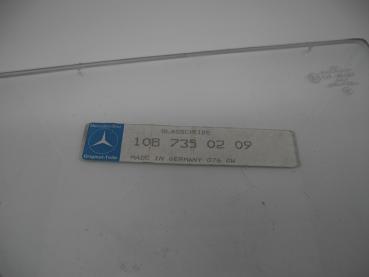 GLASSCHEIBE
Mercedes-Benz
108 735 02 09
Original-Teile
MADE IN GERMANY 076 GW